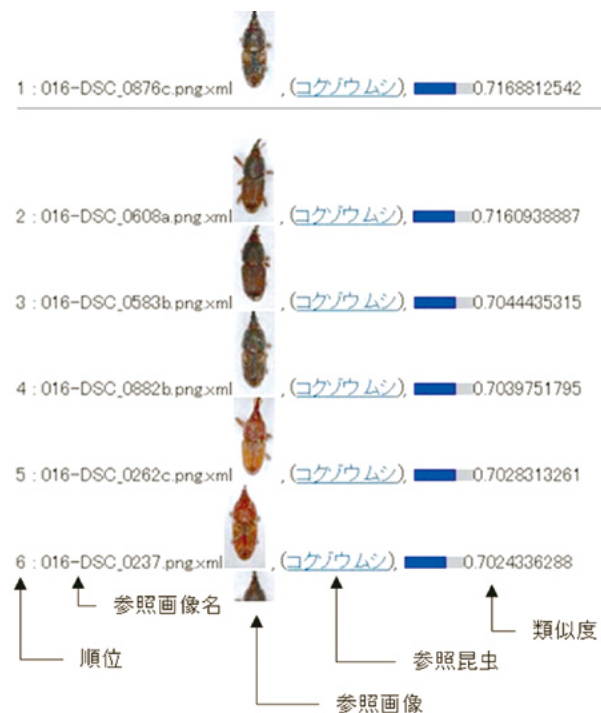 1 : 016-DSC_0876c.png.xml , (コクゾウムシ), 0.7168812542
2 : 016-DSC_0608a.png.xml , (コクゾウムシ), 0.7160938887
3 : 016-DSC_0583b.png.xml , (コクゾウムシ), 0.7044435315
4 : 016-DSC_0882b.png.xml , (コクゾウムシ), 0.7039751795
5 : 016-DSC_0262c.png.xml , (コクゾウムシ), 0.7028313261
6 : 016-DSC_0237.png.xml , (コクゾウムシ), 0.7024336288
参照画像名
類似度
順位
参照昆虫
参照画像